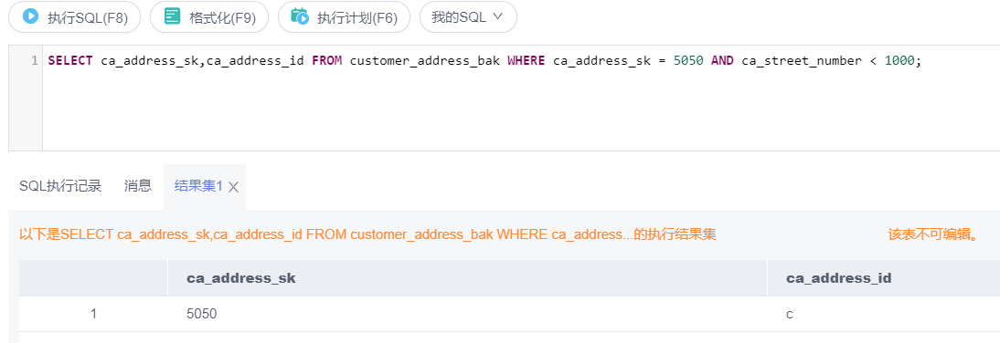 执行SQL(F8) 格式化(F9) 执行计划(F6) 我的SQL
1 SELECT ca_address_sk,ca_address_id FROM customer_address_bak WHERE ca_address_sk = 5050 AND ca_street_number < 1000;
SQL执行记录 消息 结果集1
以下是SELECT ca_address_sk,ca_address_id FROM customer_address_bak WHERE ca_address...的执行结果集 该表不可编辑。
ca_address_sk ca_address_id
1 5050 c